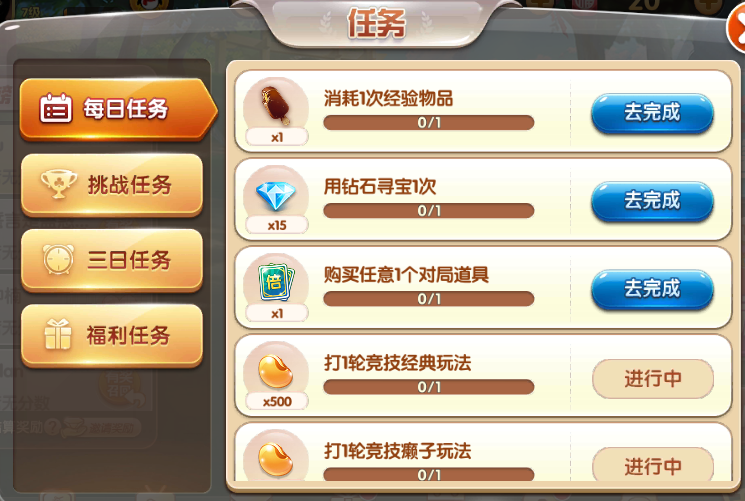 任务
每日任务
挑战任务
三日任务
福利任务
消耗1次经验物品
0/1
x1
去完成
用钻石寻宝1次
0/1
x15
去完成
购买任意1个对局道具
0/1
倍
x1
去完成
打1轮竞技经典玩法
0/1
x500
进行中
打1轮竞技癞子玩法
0/1
进行中